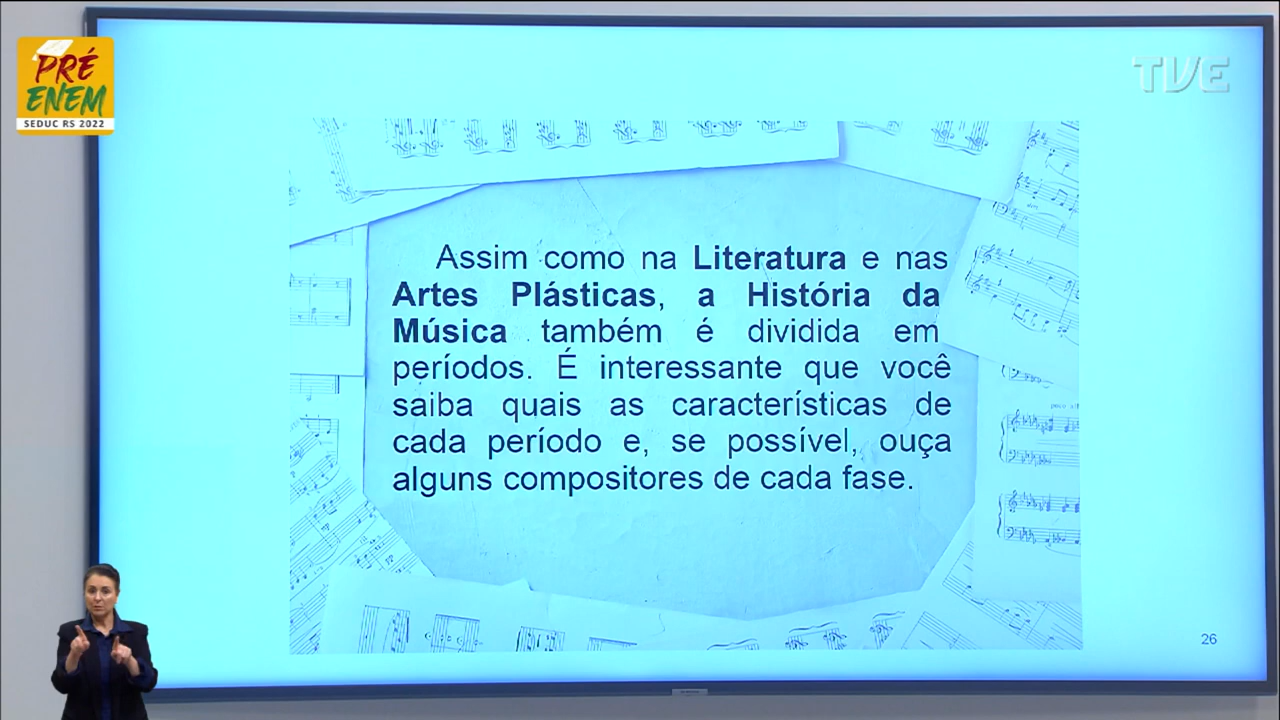 PRÉ
ENEM
SEDUC RS 2022
TVE
Assim como na Literatura e nas
Artes Plásticas, a História da
Música também é dividida em
períodos. É interessante que você
saiba quais as características de
cada período e, se possível, ouça
alguns compositores de cada fase.
26